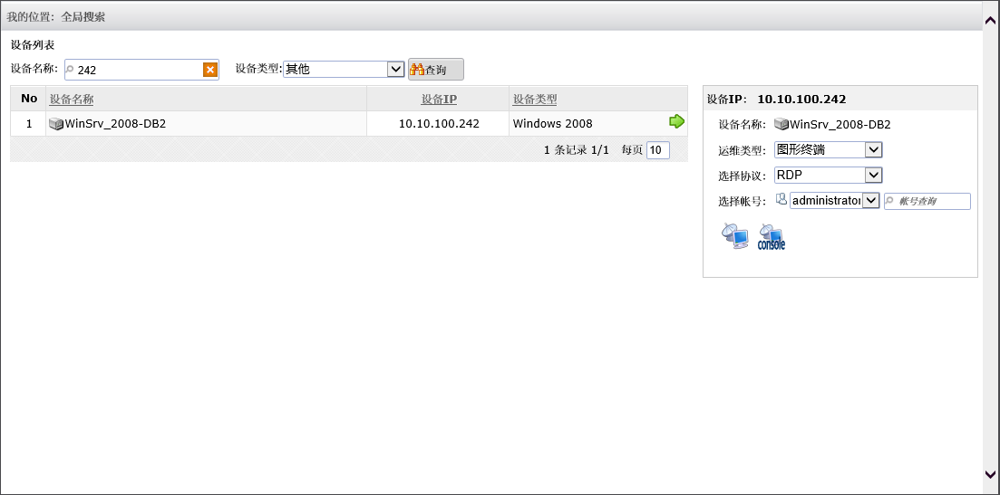 我的位置：全局搜索
设备列表
设备名称： 242 设备类型: 其他 查询
No 设备名称 设备IP 设备类型
1 WinSrv_2008-DB2 10.10.100.242 Windows 2008
1 条记录 1/1 每页 10
设备IP： 10.10.100.242
设备名称： WinSrv_2008-DB2
运维类型： 图形终端
选择协议： RDP
选择帐号： administrator 帐号查询
console